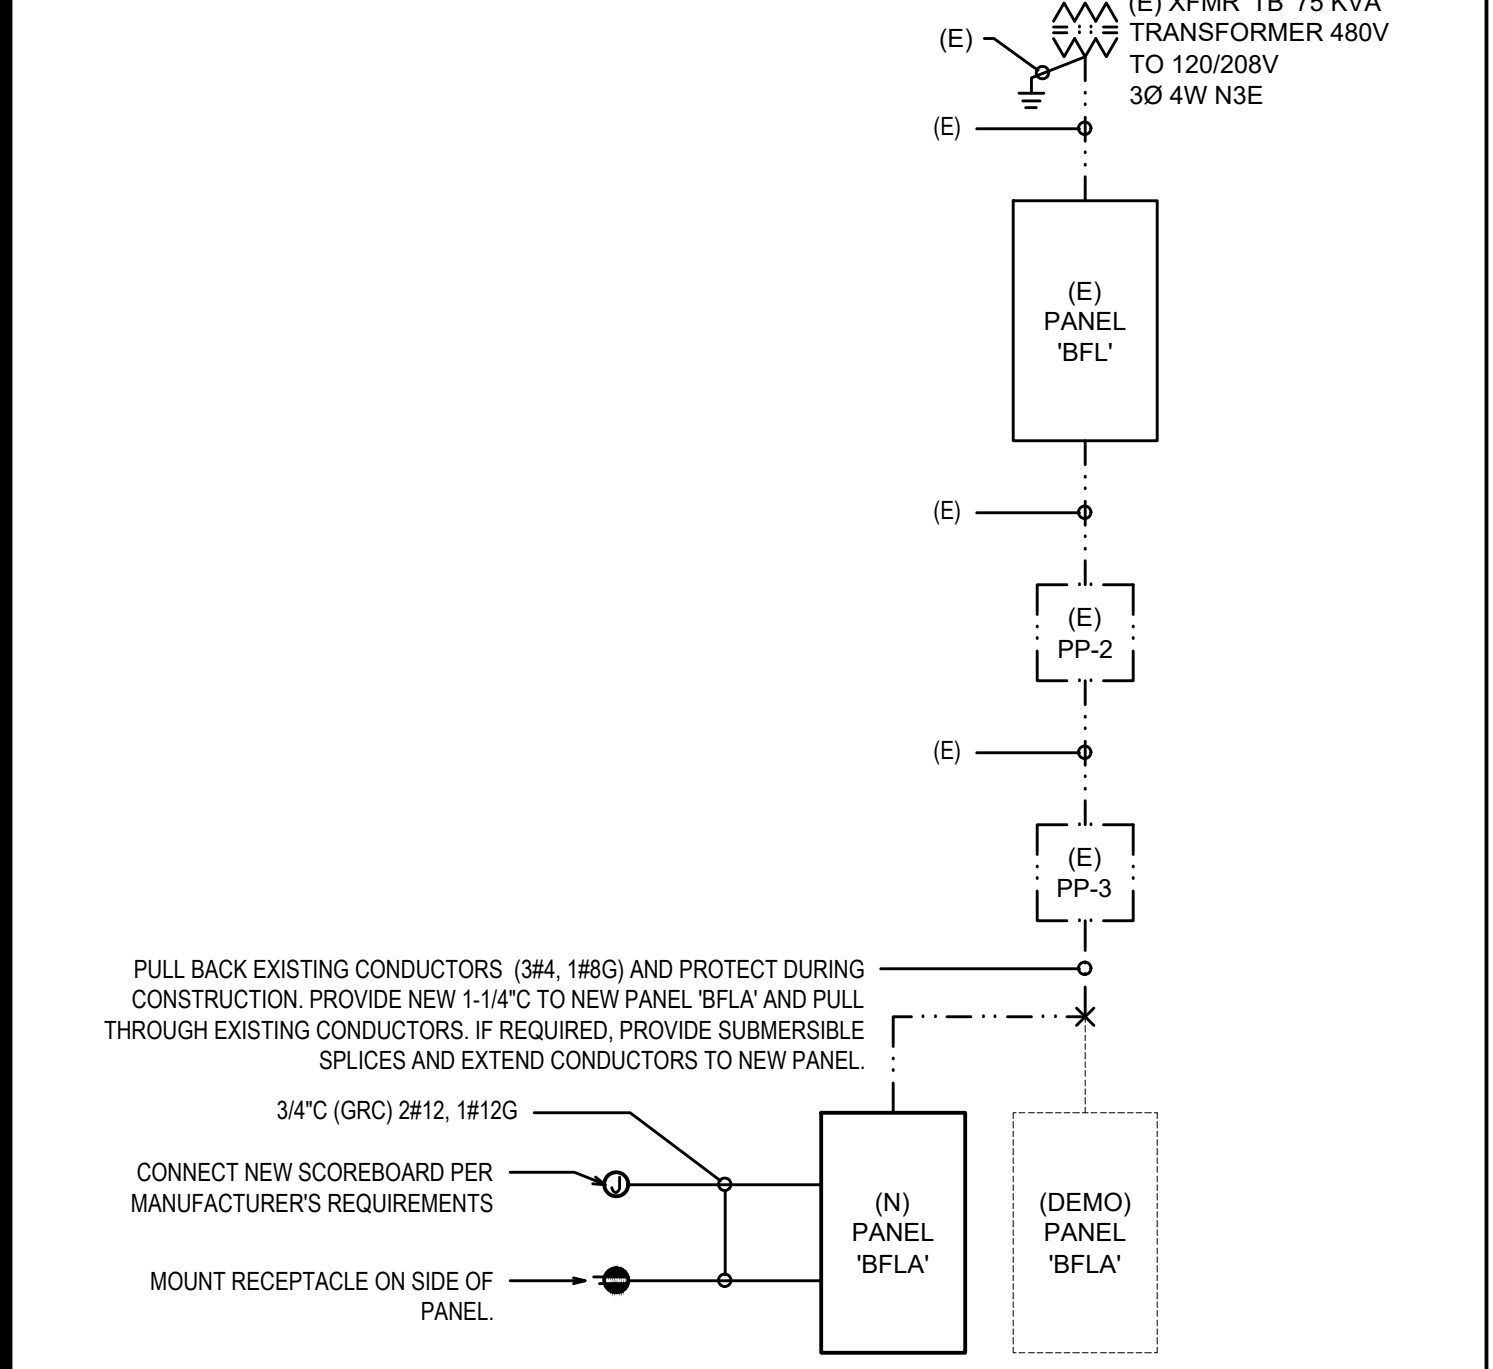 (E) XFMR 'TB' 75 KVA
TRANSFORMER 480V
TO 120/208V
3Ø 4W N3E
(E)
(E)
(E)
PANEL
'BFL'
(E)
(E)
PP-2
(E)
(E)
PP-3
PULL BACK EXISTING CONDUCTORS (3#4, 1#8G) AND PROTECT DURING
CONSTRUCTION. PROVIDE NEW 1-1/4"C TO NEW PANEL 'BFLA' AND PULL
THROUGH EXISTING CONDUCTORS. IF REQUIRED, PROVIDE SUBMERSIBLE
SPLICES AND EXTEND CONDUCTORS TO NEW PANEL.
3/4"C (GRC) 2#12, 1#12G
CONNECT NEW SCOREBOARD PER
MANUFACTURER'S REQUIREMENTS
J
MOUNT RECEPTACLE ON SIDE OF
PANEL.
(N)
PANEL
'BFLA'
(DEMO)
PANEL
'BFLA'